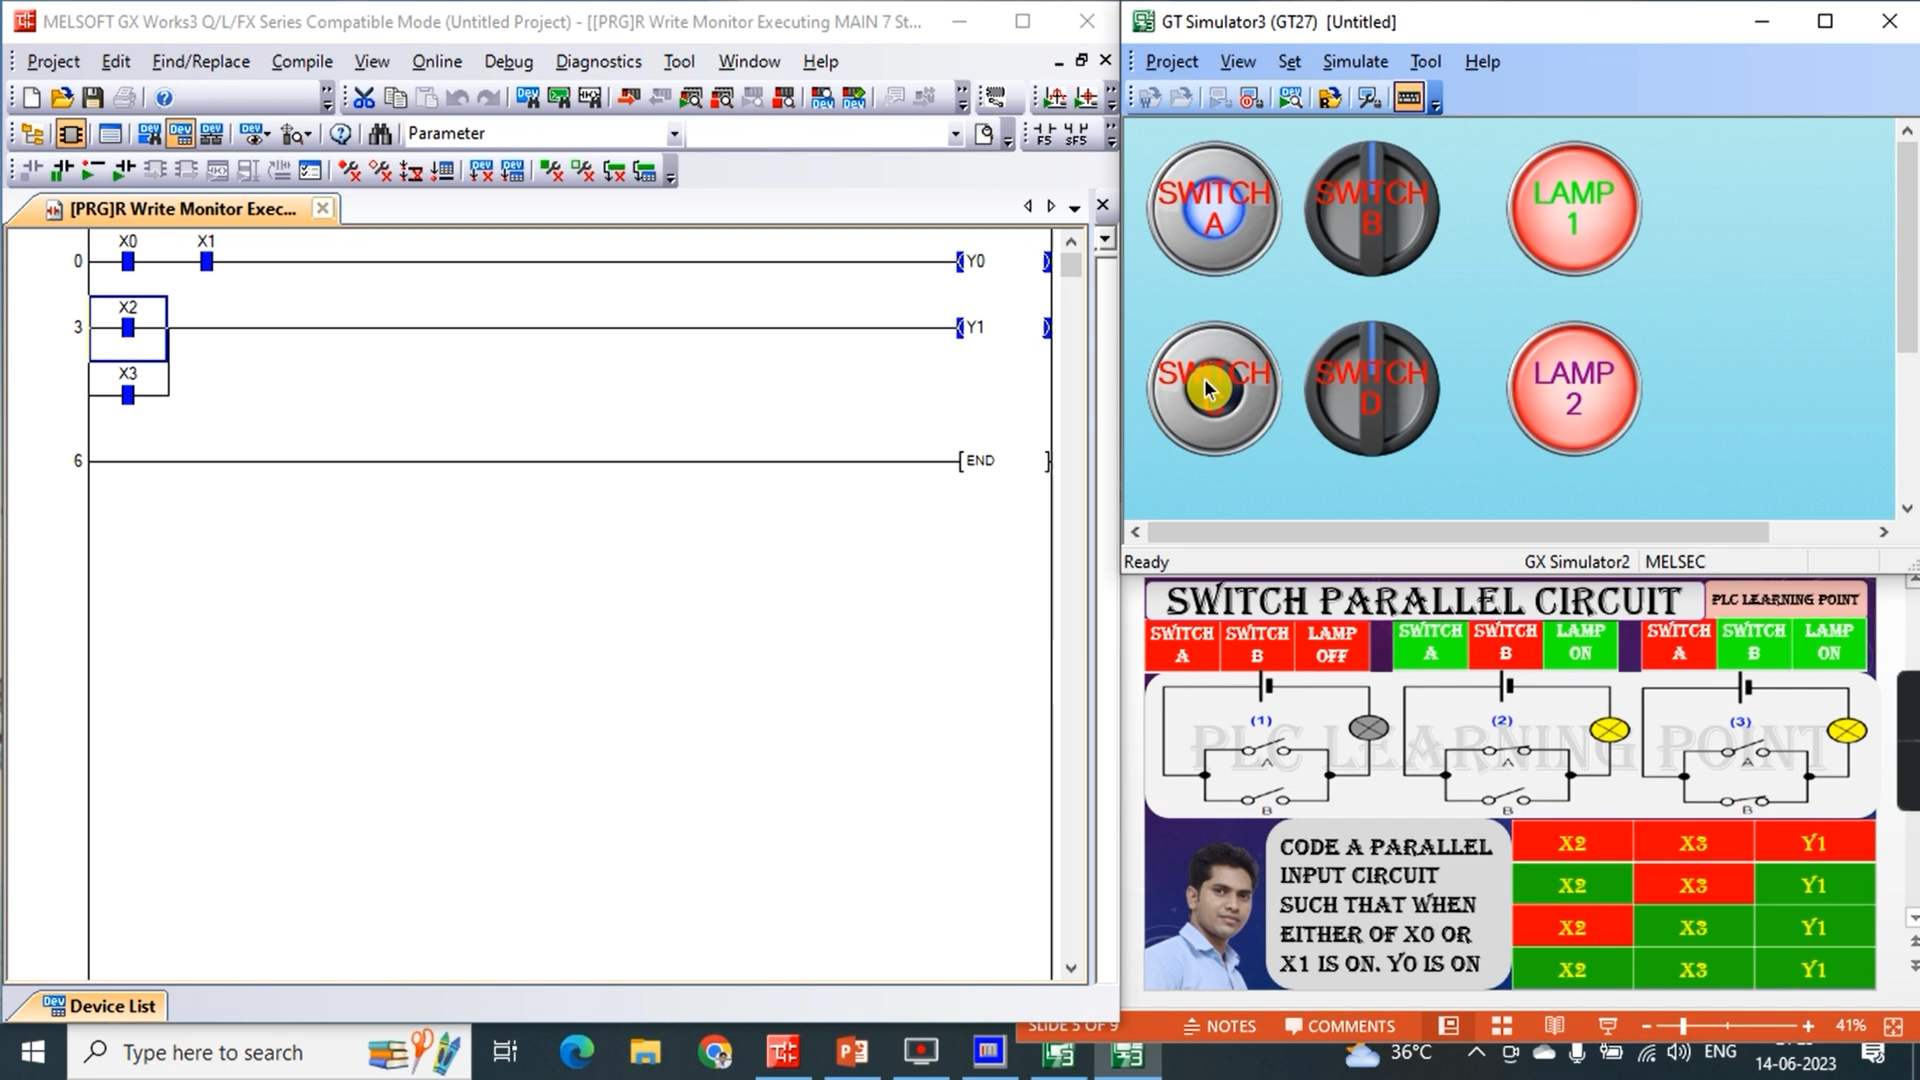 MELSOFT GX Works3 Q/L/FX Series Compatible Mode (Untitled Project) - [[PRG]R Write Monitor Executing MAIN 7 St...
Project Edit Find/Replace Compile View Online Debug Diagnostics Tool Window Help
Parameter
F5 SF5
[PRG]R Write Monitor Exec...
X0 X1
0 Y0
X2
3 Y1
X3
6 END
Device List
GT Simulator3 (GT27) [Untitled]
Project View Set Simulate Tool Help
SWITCH A
SWITCH B
LAMP 1
SWITCH
SWITCH D
LAMP 2
Ready GX Simulator2 MELSEC
SWITCH PARALLEL CIRCUIT
PLC LEARNING POINT
SWITCH A SWITCH B LAMP OFF
SWITCH A SWITCH B LAMP ON
SWITCH A SWITCH B LAMP ON
(1) (2) (3)
PLC LEARNING POINT
A A A
B B B
CODE A PARALLEL
INPUT CIRCUIT
SUCH THAT WHEN
EITHER OF X0 OR
X1 IS ON. Y0 IS ON
X2 X3 Y1
X2 X3 Y1
X2 X3 Y1
X2 X3 Y1
SLIDE 5 OF 9 NOTES COMMENTS 41%
Type here to search
36°C ENG
14-06-2023